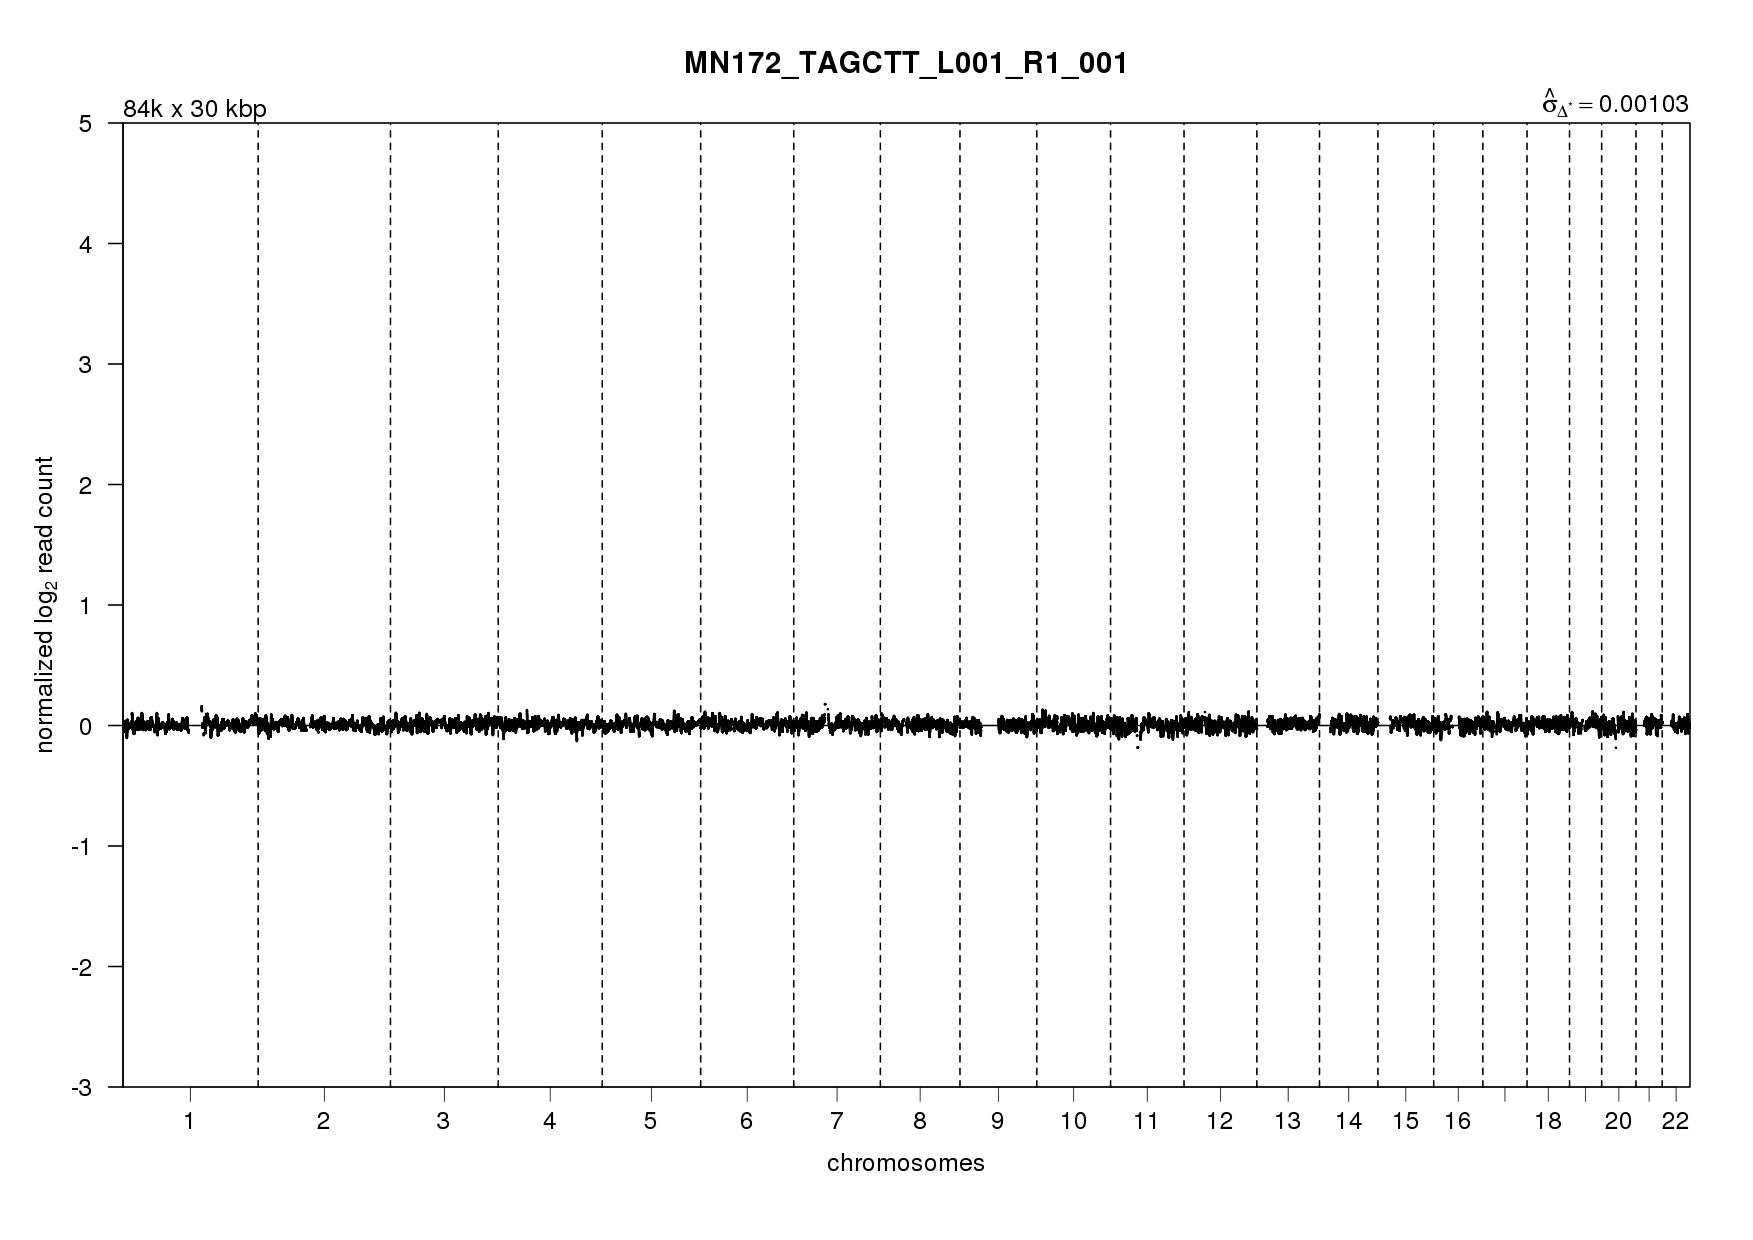 MN172_TAGCTT_L001_R1_001
84k x 30 kbp
σ̂Δ* = 0.00103
5
4
3
2
1
0
-1
-2
-3
normalized log₂ read count
1 2 3 4 5 6 7 8 9 10 11 12 13 14 15 16 18 20 22
chromosomes